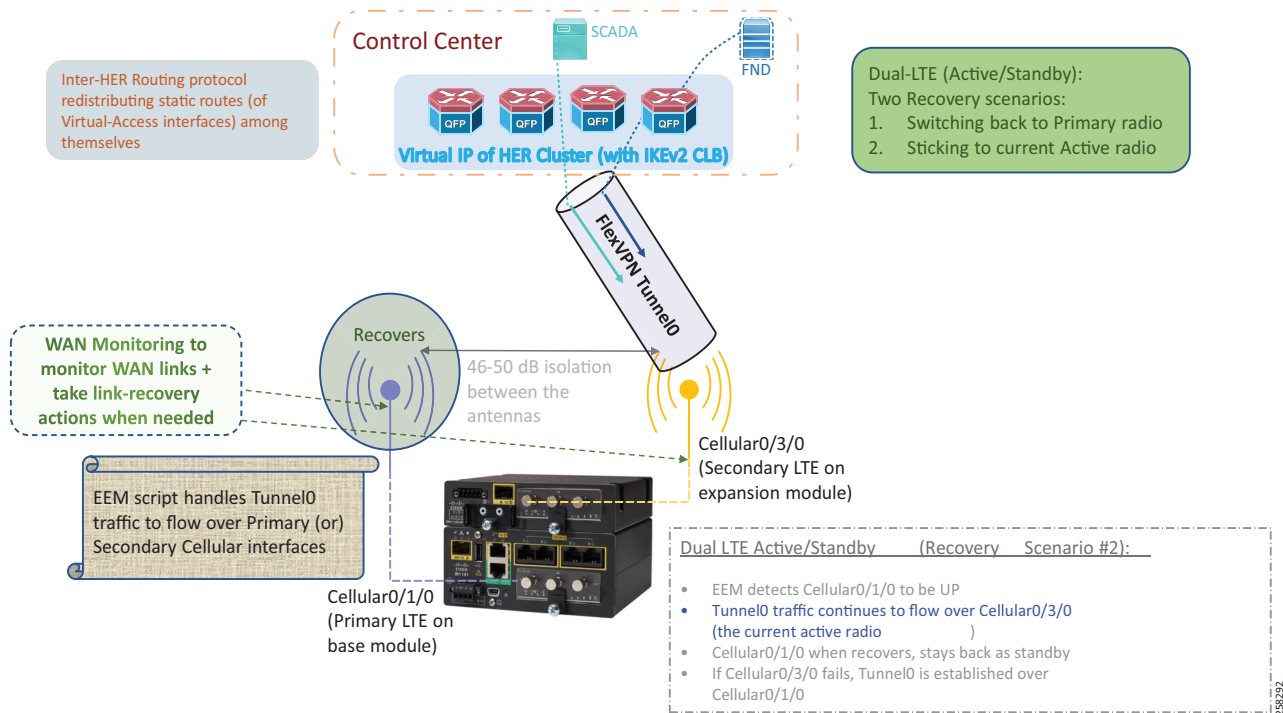 Control Center
SCADA
FND
QFP
QFP
QFP
QFP
Virtual IP of HER Cluster (with IKEv2 CLB)
Inter-HER Routing protocol
redistributing static routes (of
Virtual-Access interfaces) among
themselves
Dual-LTE (Active/Standby):
Two Recovery scenarios:
1. Switching back to Primary radio
2. Sticking to current Active radio
FlexVPN Tunnel0
Recovers
46-50 dB isolation
between the
antennas
WAN Monitoring to
monitor WAN links +
take link-recovery
actions when needed
Cellular0/3/0
(Secondary LTE on
expansion module)
EEM script handles Tunnel0
traffic to flow over Primary (or)
Secondary Cellular interfaces
Cellular0/1/0
(Primary LTE on
base module)
Dual LTE Active/Standby (Recovery Scenario #2):
• EEM detects Cellular0/1/0 to be UP
• Tunnel0 traffic continues to flow over Cellular0/3/0
(the current active radio )
• Cellular0/1/0 when recovers, stays back as standby
• If Cellular0/3/0 fails, Tunnel0 is established over
Cellular0/1/0